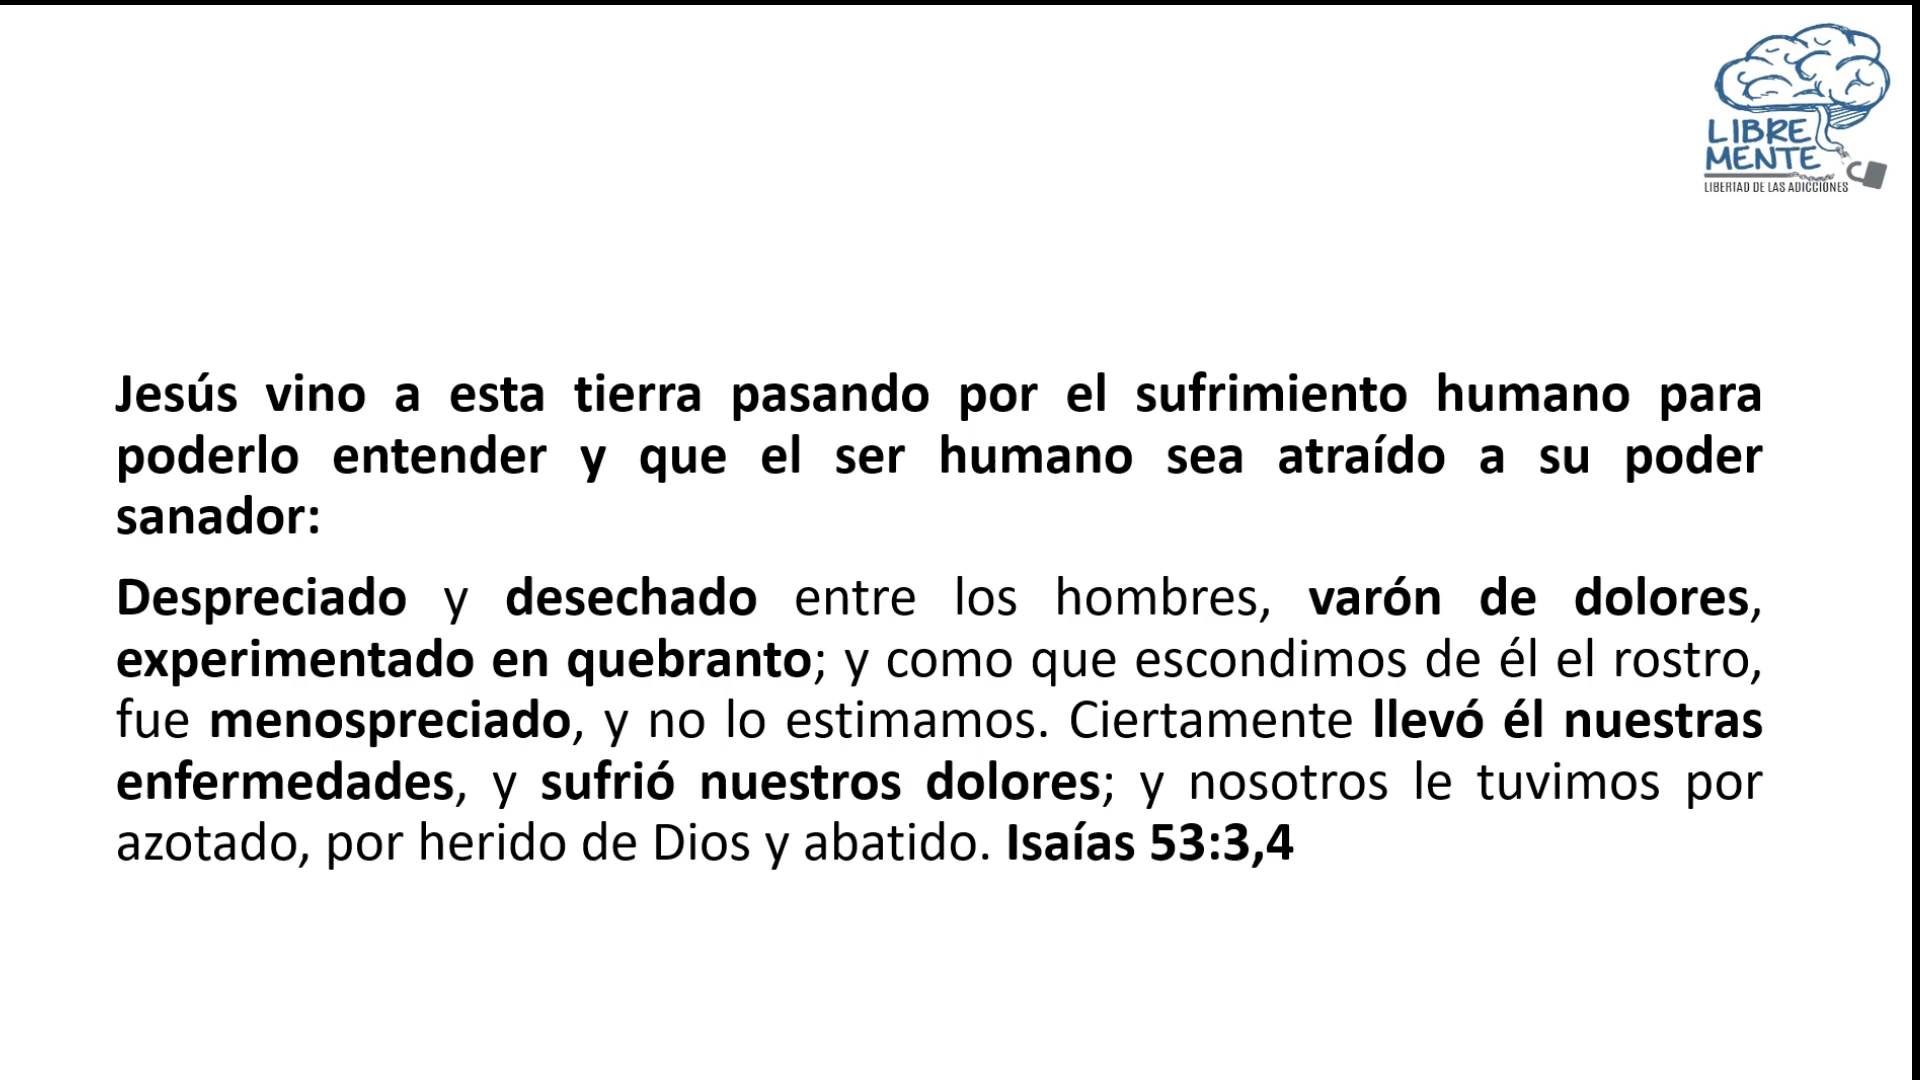 LIBRE
MENTE
LIBERTAD DE LAS ADICCIONES
Jesús vino a esta tierra pasando por el sufrimiento humano para
poderlo entender y que el ser humano sea atraído a su poder
sanador:
Despreciado y desechado entre los hombres, varón de dolores,
experimentado en quebranto; y como que escondimos de él el rostro,
fue menospreciado, y no lo estimamos. Ciertamente llevó él nuestras
enfermedades, y sufrió nuestros dolores; y nosotros le tuvimos por
azotado, por herido de Dios y abatido. Isaías 53:3,4